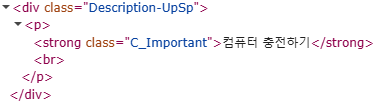 <div class="Description-UpSp">
<p>
<strong class="C_Important">컴퓨터 충전하기</strong>
<br>
</p>
</div>